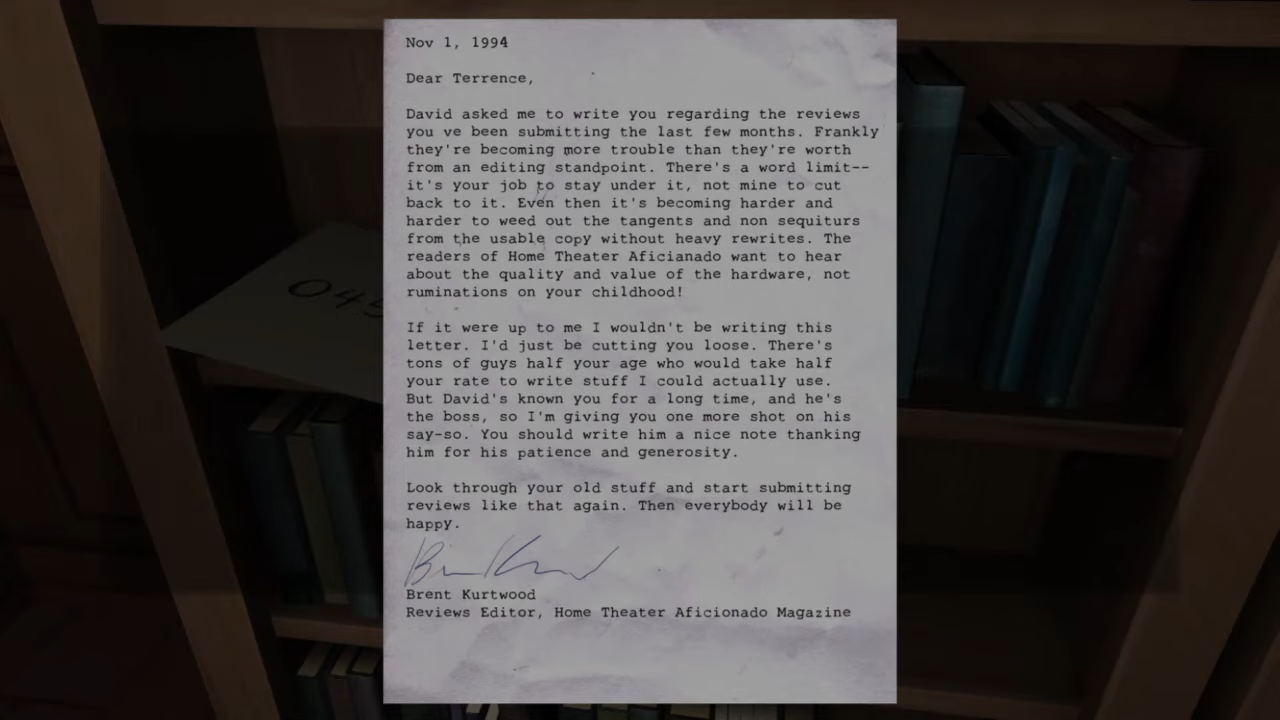 Nov 1, 1994
Dear Terrence,
David asked me to write you regarding the reviews
you ve been submitting the last few months. Frankly
they're becoming more trouble than they're worth
from an editing standpoint. There's a word limit--
it's your job to stay under it, not mine to cut
back to it. Even then it's becoming harder and
harder to weed out the tangents and non sequiturs
from the usable copy without heavy rewrites. The
readers of Home Theater Aficianado want to hear
about the quality and value of the hardware, not
ruminations on your childhood!
If it were up to me I wouldn't be writing this
letter. I'd just be cutting you loose. There's
tons of guys half your age who would take half
your rate to write stuff I could actually use.
But David's known you for a long time, and he's
the boss, so I'm giving you one more shot on his
say-so. You should write him a nice note thanking
him for his patience and generosity.
Look through your old stuff and start submitting
reviews like that again. Then everybody will be
happy.
Brent Kurtwood
Reviews Editor, Home Theater Aficionado Magazine